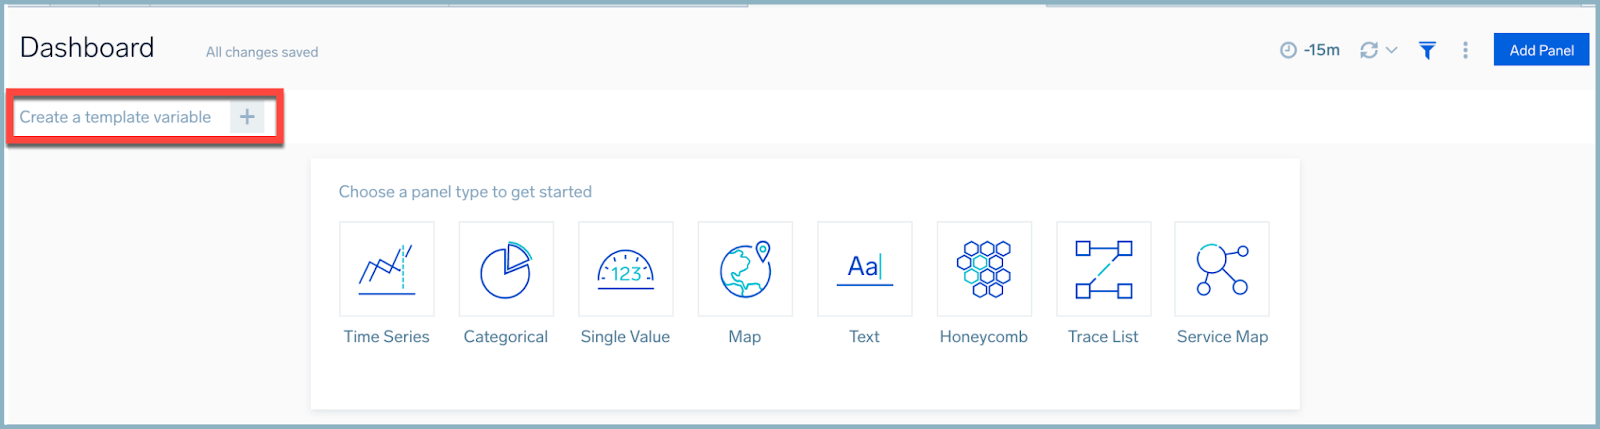 Dashboard
All changes saved
-15m
Add Panel
Create a template variable
+
Choose a panel type to get started
123
Aa
Time Series
Categorical
Single Value
Map
Text
Honeycomb
Trace List
Service Map